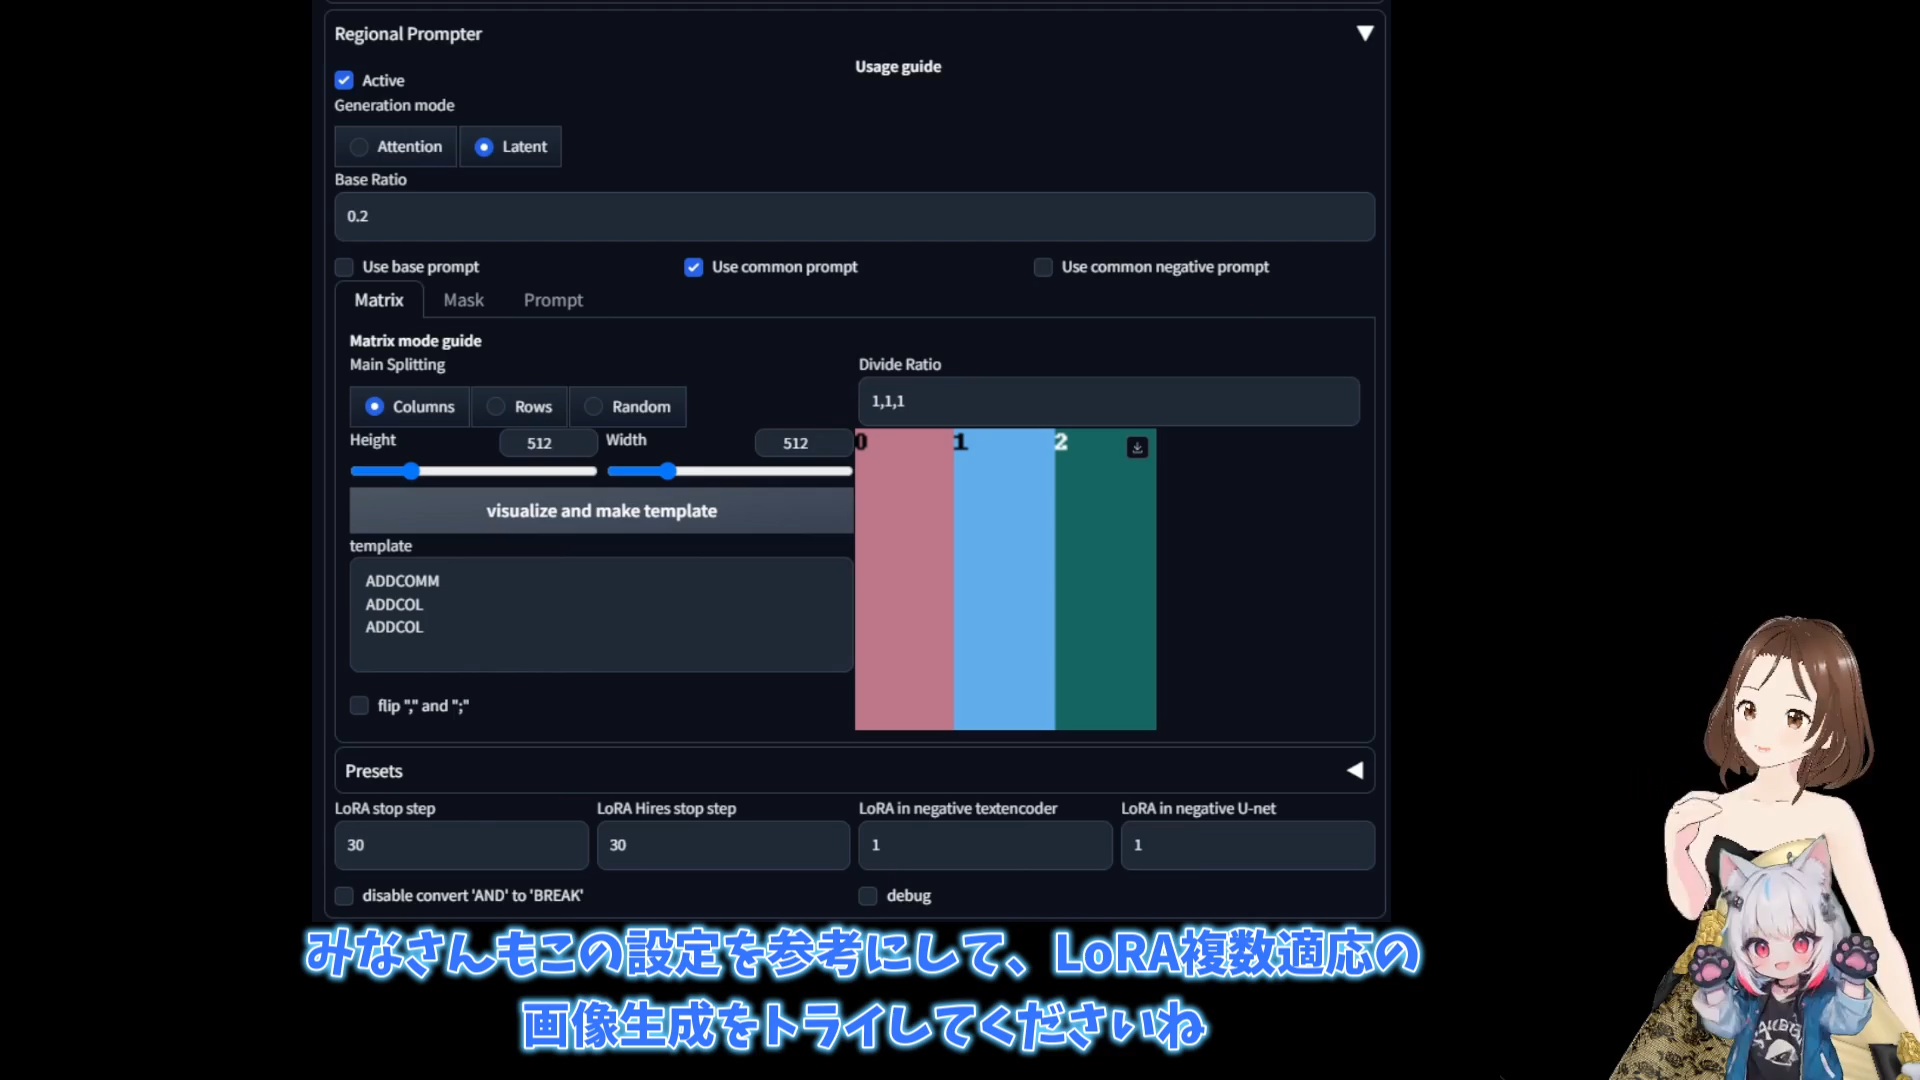 Regional Prompter
Usage guide
Active
Generation mode
Attention
Latent
Base Ratio
0.2
Use base prompt
Use common prompt
Use common negative prompt
Matrix
Mask
Prompt
Matrix mode guide
Main Splitting
Divide Ratio
Columns
Rows
Random
1,1,1
Height
512
Width
512
0
1
2
visualize and make template
template
ADDCOMM
ADDCOL
ADDCOL
flip "," and ";"
Presets
LoRA stop step
LoRA Hires stop step
LoRA in negative textencoder
LoRA in negative U-net
30
30
1
1
disable convert 'AND' to 'BREAK'
debug
みなさんもこの設定を参考にして、LoRA複数適応の
画像生成をトライしてくださいね